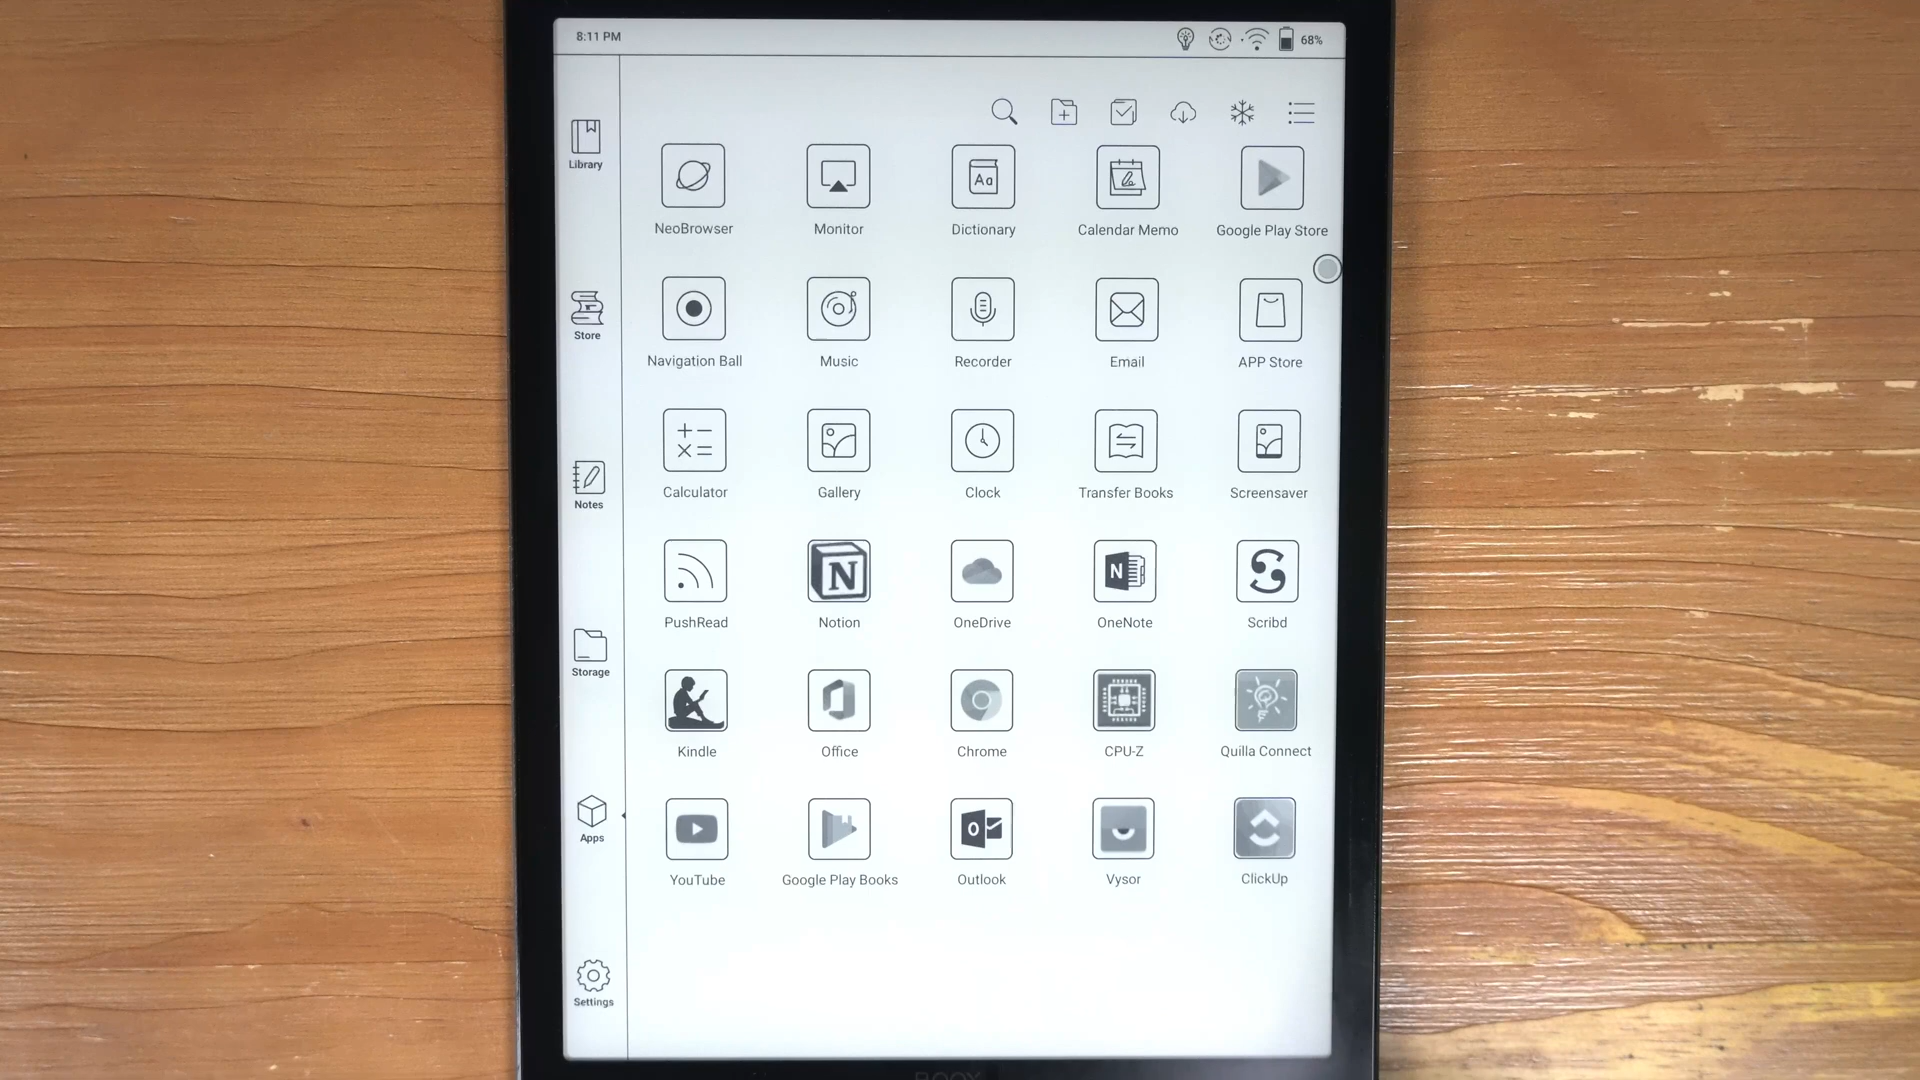 8:11 PM
68%
Library
Store
Notes
Storage
Apps
Settings
NeoBrowser
Monitor
Aa
Dictionary
Calendar Memo
Google Play Store
Navigation Ball
Music
Recorder
Email
APP Store
Calculator
Gallery
Clock
Transfer Books
Screensaver
PushRead
N
Notion
OneDrive
N
OneNote
Scribd
Kindle
Office
Chrome
CPU-Z
Quilla Connect
YouTube
Google Play Books
O
Outlook
Vysor
ClickUp
BOOX